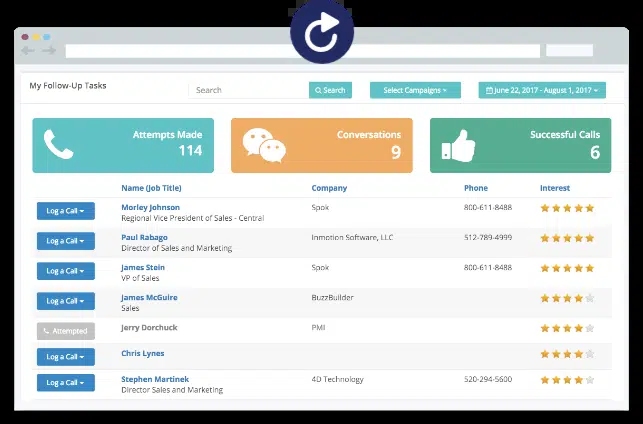 My Follow-Up Tasks
Search
Search
Select Campaigns
June 22, 2017 - August 1, 2017
Attempts Made
114
Conversations
9
Successful Calls
6
Name (Job Title) Company Phone Interest
Log a Call Morley Johnson Spok 800-611-8488
Regional Vice President of Sales - Central
Log a Call Paul Rabago Inmotion Software, LLC 512-789-4999
Director of Sales and Marketing
Log a Call James Stein Spok 800-611-8488
VP of Sales
Log a Call James McGuire BuzzBuilder
Sales
Attempted Jerry Dorchuck PMI
Log a Call Chris Lynes
Log a Call Stephen Martinek 4D Technology 520-294-5600
Director Sales and Marketing